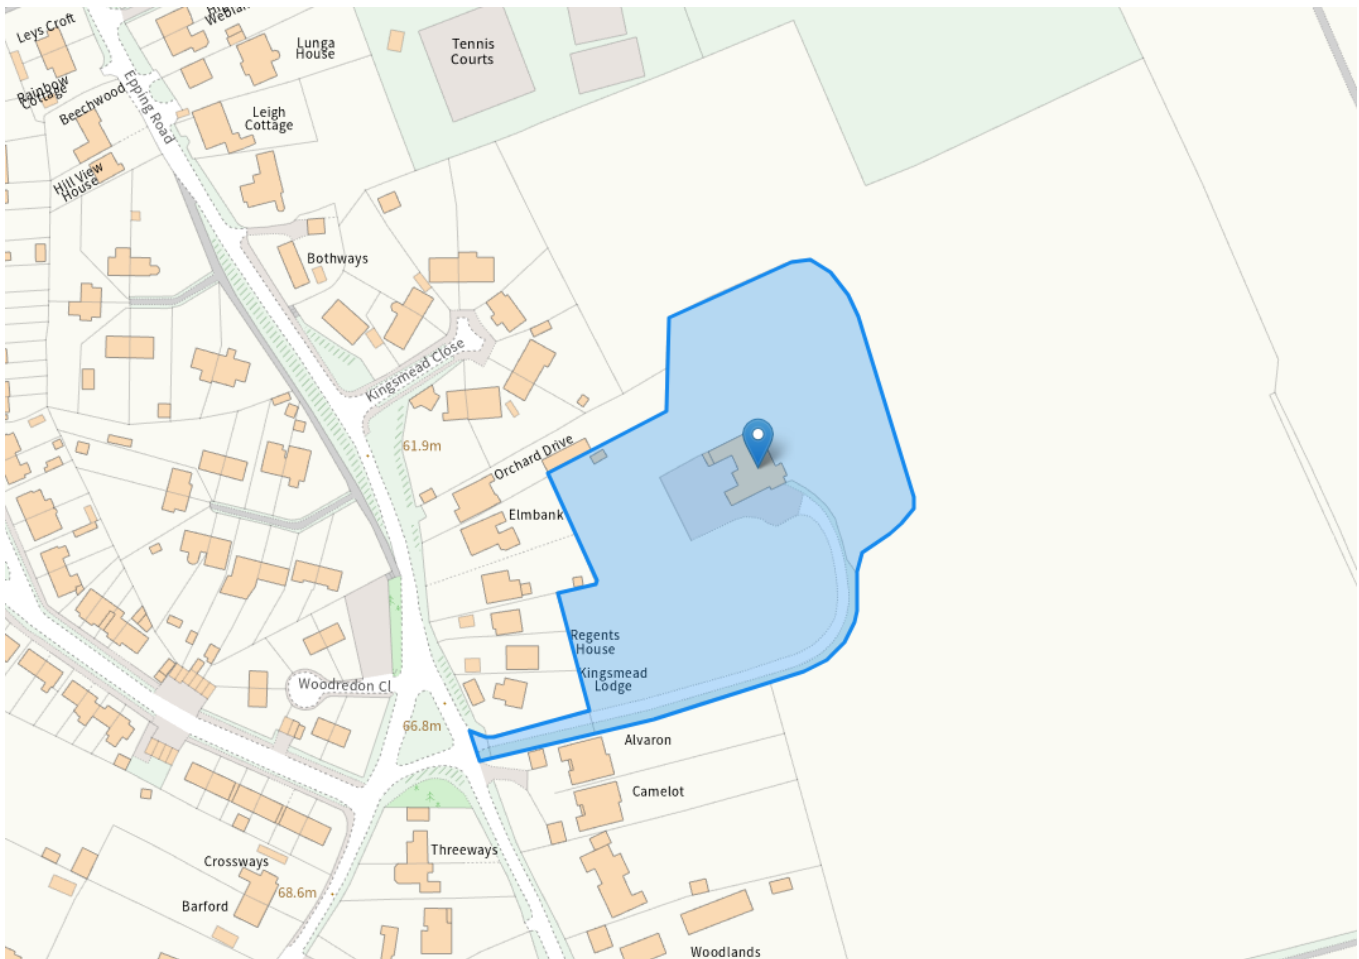 Leys Croft
Lunga
House
Tennis
Courts
Rainbow
Cottage
Beechwood
Epping Road
Leigh
Cottage
Hill View
House
Bothways
Kingsmead Close
61.9m
Orchard Drive
Elmbank
Regents
House
Kingsmead
Lodge
Woodredon Cl
66.8m
Alvaron
Camelot
Threeways
Crossways
68.6m
Barford
Woodlands